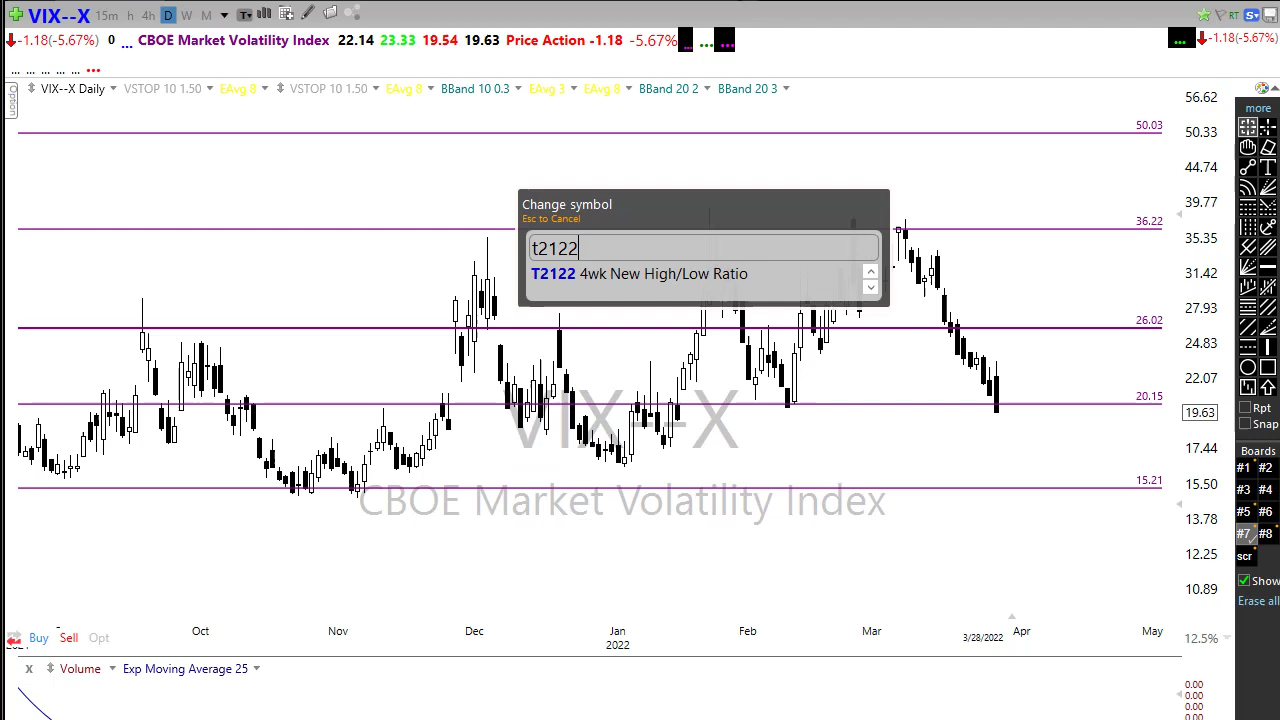 VIX--X 15m h 4h D W M
RT
-1.18(-5.67%) 0 ... CBOE Market Volatility Index 22.14 23.33 19.54 19.63 Price Action -1.18 -5.67% ... ... ... ... -1.18(-5.67%)
... ... ... ... ... ...
Option
VIX--X Daily VSTOP 10 1.50 EAvg 8 VSTOP 10 1.50 EAvg 8 BBand 10 0.3 EAvg 3 EAvg 8 BBand 20 2 BBand 20 3
56.62
50.33
44.74
39.77
35.35
31.42
27.93
24.83
22.07
19.63
17.44
15.50
13.78
12.25
10.89
50.03
36.22
26.02
20.15
15.21
Change symbol
Esc to Cancel
t2122
T2122 4wk New High/Low Ratio
VIX--X
CBOE Market Volatility Index
more
Rpt
Snap
Boards
#1 #2
#3 #4
#5 #6
#7 #8
scr
Show
Erase all
Oct Nov Dec Jan Feb Mar 3/28/2022 Apr May
2022
Buy Sell Opt
12.5%
X Volume Exp Moving Average 25
0.00
0.00
0.00
0.00